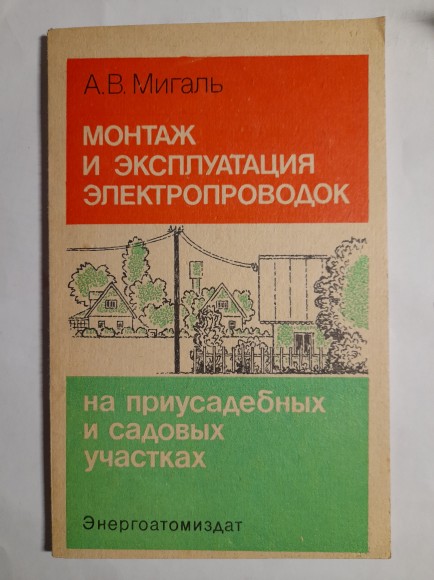 А.В. Мигаль
МОНТАЖ
И ЭКСПЛУАТАЦИЯ
ЭЛЕКТРОПРОВОДОК
на приусадебных
и садовых
участках
Энергоатомиздат